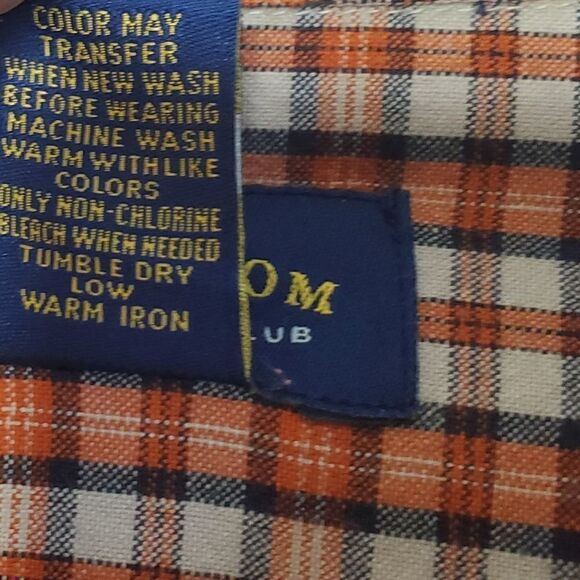 COLOR MAY
TRANSFER
WHEN NEW WASH
BEFORE WEARING
MACHINE WASH
WARM WITH LIKE
COLORS
ONLY NON-CHLORINE
BLEACH WHEN NEEDED
TUMBLE DRY
LOW
WARM IRON
OM
LUB